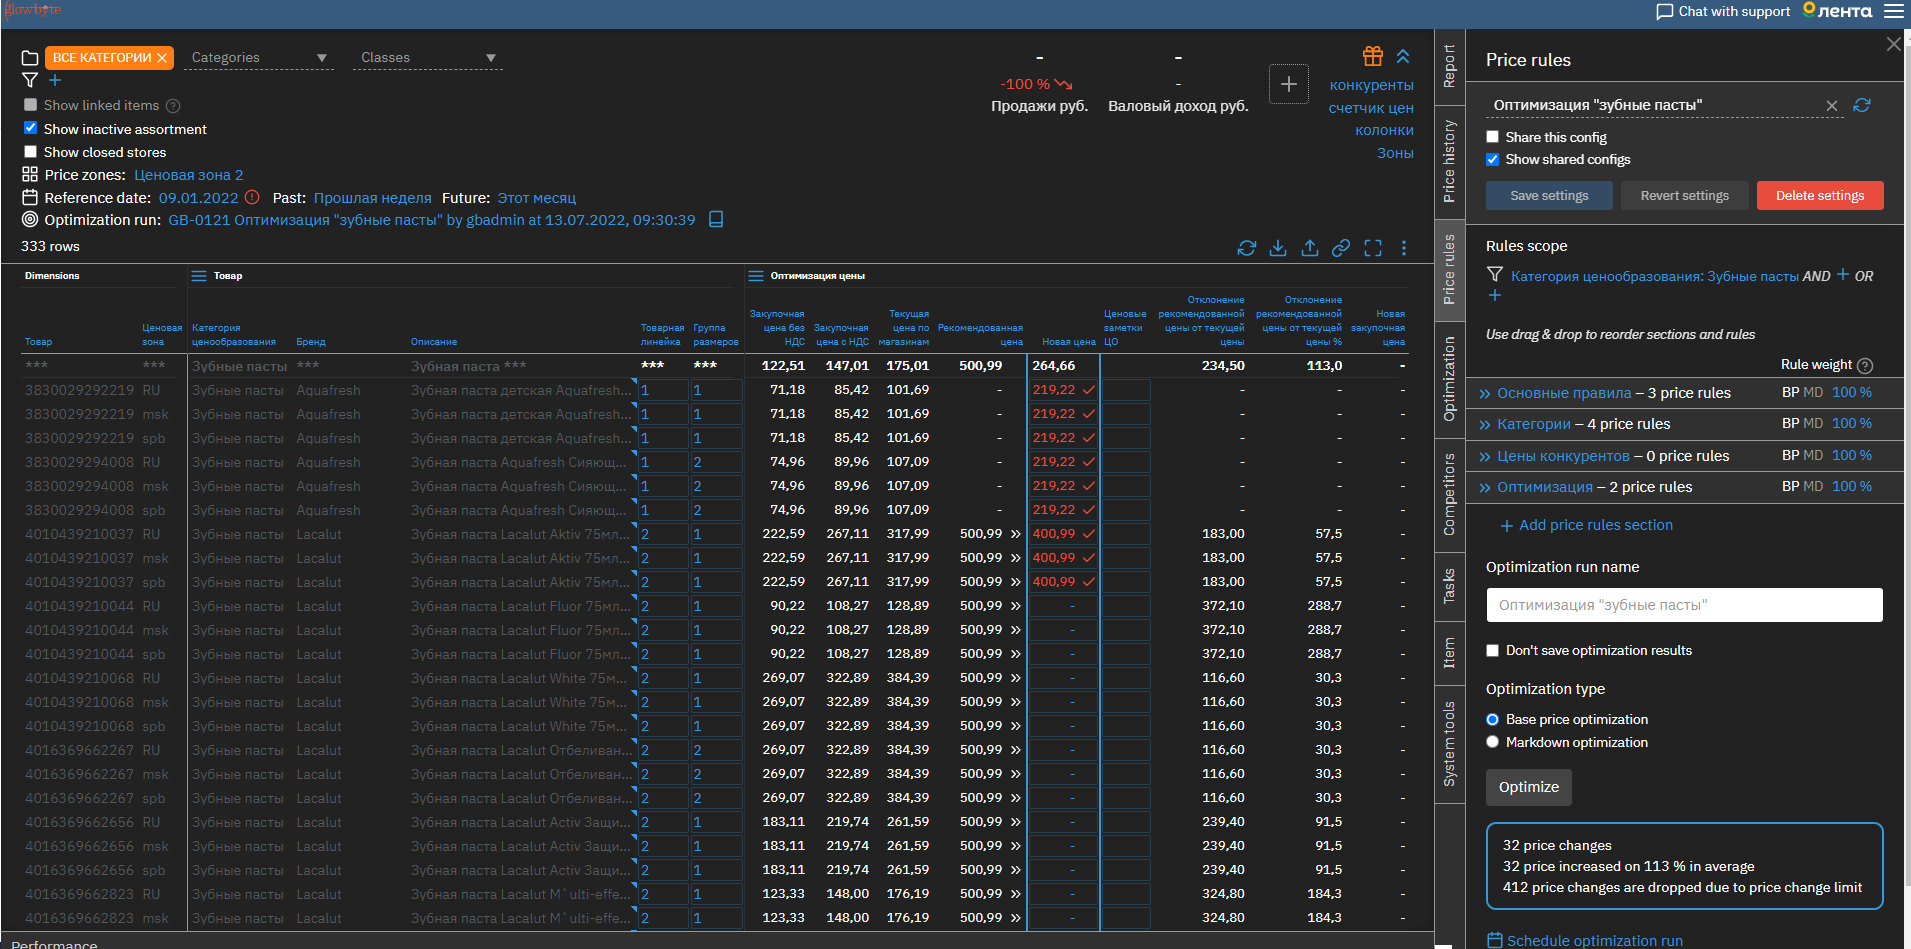 glowbyte
Chat with support
лента
ВСЕ КАТЕГОРИИ
Categories
Classes
Show linked items
Show inactive assortment
Show closed stores
Price zones: Ценовая зона 2
Reference date: 09.01.2022 Past: Прошлая неделя Future: Этот месяц
Optimization run: GB-0121 Оптимизация "зубные пасты" by gbadmin at 13.07.2022, 09:30:39
333 rows
-
-100 %
Продажи руб.
-
-
Валовый доход руб.
конкуренты
счетчик цен
колонки
Зоны
Dimensions Товар Оптимизация цены
Товар
Ценовая зона
Категория ценообразования
Бренд
Описание
Товарная линейка
Группа размеров
Закупочная цена без НДС
Закупочная цена с НДС
Текущая цена по магазинам
Рекомендованная цена
Новая цена
Ценовые заметки ЦО
Отклонение рекомендованной цены от текущей цены
Отклонение рекомендованной цены от текущей цены %
Новая закупочная цена
*** *** Зубные пасты *** Зубная паста *** *** *** 122,51 147,01 175,01 500,99 264,66 234,50 113,0 -
3830029292219 RU Зубные пасты Aquafresh Зубная паста детская Aquafresh... 1 1 71,18 85,42 101,69 - 219,22 - - -
3830029292219 msk Зубные пасты Aquafresh Зубная паста детская Aquafresh... 1 1 71,18 85,42 101,69 - 219,22 - - -
3830029292219 spb Зубные пасты Aquafresh Зубная паста детская Aquafresh... 1 1 71,18 85,42 101,69 - 219,22 - - -
3830029294008 RU Зубные пасты Aquafresh Зубная паста Aquafresh Сияющ... 1 2 74,96 89,96 107,09 - 219,22 - - -
3830029294008 msk Зубные пасты Aquafresh Зубная паста Aquafresh Сияющ... 1 2 74,96 89,96 107,09 - 219,22 - - -
3830029294008 spb Зубные пасты Aquafresh Зубная паста Aquafresh Сияющ... 1 2 74,96 89,96 107,09 - 219,22 - - -
4010439210037 RU Зубные пасты Lacalut Зубная паста Lacalut Aktiv 75мл... 2 1 222,59 267,11 317,99 500,99 » 400,99 183,00 57,5 -
4010439210037 msk Зубные пасты Lacalut Зубная паста Lacalut Aktiv 75мл... 2 1 222,59 267,11 317,99 500,99 » 400,99 183,00 57,5 -
4010439210037 spb Зубные пасты Lacalut Зубная паста Lacalut Aktiv 75мл... 2 1 222,59 267,11 317,99 500,99 » 400,99 183,00 57,5 -
4010439210044 RU Зубные пасты Lacalut Зубная паста Lacalut Fluor 75мл... 2 1 90,22 108,27 128,89 500,99 » - 372,10 288,7 -
4010439210044 msk Зубные пасты Lacalut Зубная паста Lacalut Fluor 75мл... 2 1 90,22 108,27 128,89 500,99 » - 372,10 288,7 -
4010439210044 spb Зубные пасты Lacalut Зубная паста Lacalut Fluor 75мл... 2 1 90,22 108,27 128,89 500,99 » - 372,10 288,7 -
4010439210068 RU Зубные пасты Lacalut Зубная паста Lacalut White 75м... 2 1 269,07 322,89 384,39 500,99 » - 116,60 30,3 -
4010439210068 msk Зубные пасты Lacalut Зубная паста Lacalut White 75м... 2 1 269,07 322,89 384,39 500,99 » - 116,60 30,3 -
4010439210068 spb Зубные пасты Lacalut Зубная паста Lacalut White 75м... 2 1 269,07 322,89 384,39 500,99 » - 116,60 30,3 -
4016369662267 RU Зубные пасты Lacalut Зубная паста Lacalut Отбеливан... 2 2 269,07 322,89 384,39 500,99 » - 116,60 30,3 -
4016369662267 msk Зубные пасты Lacalut Зубная паста Lacalut Отбеливан... 2 2 269,07 322,89 384,39 500,99 » - 116,60 30,3 -
4016369662267 spb Зубные пасты Lacalut Зубная паста Lacalut Отбеливан... 2 2 269,07 322,89 384,39 500,99 » - 116,60 30,3 -
4016369662656 RU Зубные пасты Lacalut Зубная паста Lacalut Activ Защи... 2 1 183,11 219,74 261,59 500,99 » - 239,40 91,5 -
4016369662656 msk Зубные пасты Lacalut Зубная паста Lacalut Activ Защи... 2 1 183,11 219,74 261,59 500,99 » - 239,40 91,5 -
4016369662656 spb Зубные пасты Lacalut Зубная паста Lacalut Activ Защи... 2 1 183,11 219,74 261,59 500,99 » - 239,40 91,5 -
4016369662823 RU Зубные пасты Lacalut Зубная паста Lacalut M`ulti-effe... 2 1 123,33 148,00 176,19 500,99 » - 324,80 184,3 -
4016369662823 msk Зубные пасты Lacalut Зубная паста Lacalut M`ulti-effe... 2 1 123,33 148,00 176,19 500,99 » - 324,80 184,3 -
Performance
Report
Price history
Price rules
Optimization
Competitors
Tasks
Item
System tools
Price rules
Оптимизация "зубные пасты"
Share this config
Show shared configs
Save settings Revert settings Delete settings
Rules scope
Категория ценообразования: Зубные пасты AND + OR
+
Use drag & drop to reorder sections and rules
Rule weight
» Основные правила – 3 price rules BP MD 100 %
» Категории – 4 price rules BP MD 100 %
» Цены конкурентов – 0 price rules BP MD 100 %
» Оптимизация – 2 price rules BP MD 100 %
+ Add price rules section
Optimization run name
Оптимизация "зубные пасты"
Don't save optimization results
Optimization type
Base price optimization
Markdown optimization
Optimize
32 price changes
32 price increased on 113 % in average
412 price changes are dropped due to price change limit
Schedule optimization run